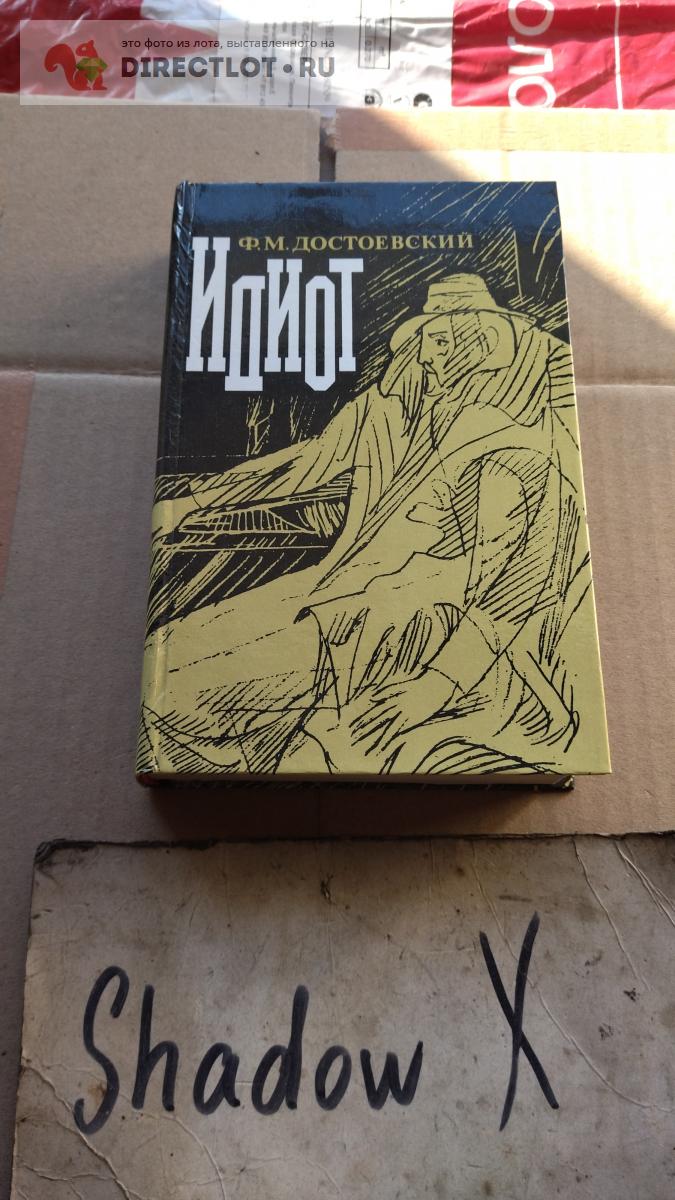 это фото из лота, выставленного на
DIRECTLOT.RU
Ф.М.ДОСТОЕВСКИЙ
ИДИОТ
Shadow X